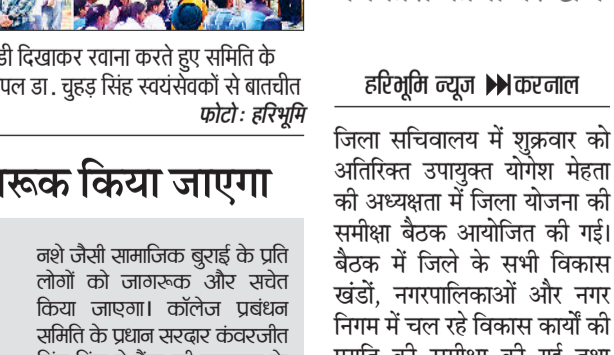 डी दिखाकर रवाना करते हुए समिति के
पल डा. चुहड़ सिंह स्वयंसेवकों से बातचीत
फोटो : हरिभूमि
रूक किया जाएगा
नशे जैसी सामाजिक बुराई के प्रति
लोगों को जागरूक और सचेत
किया जाएगा। कॉलेज प्रबंधन
समिति के प्रधान सरदार कंवरजीत
हरिभूमि न्यूज करनाल
जिला सचिवालय में शुक्रवार को
अतिरिक्त उपायुक्त योगेश मेहता
की अध्यक्षता में जिला योजना की
समीक्षा बैठक आयोजित की गई।
बैठक में जिले के सभी विकास
खंडों, नगरपालिकाओं और नगर
निगम में चल रहे विकास कार्यों की